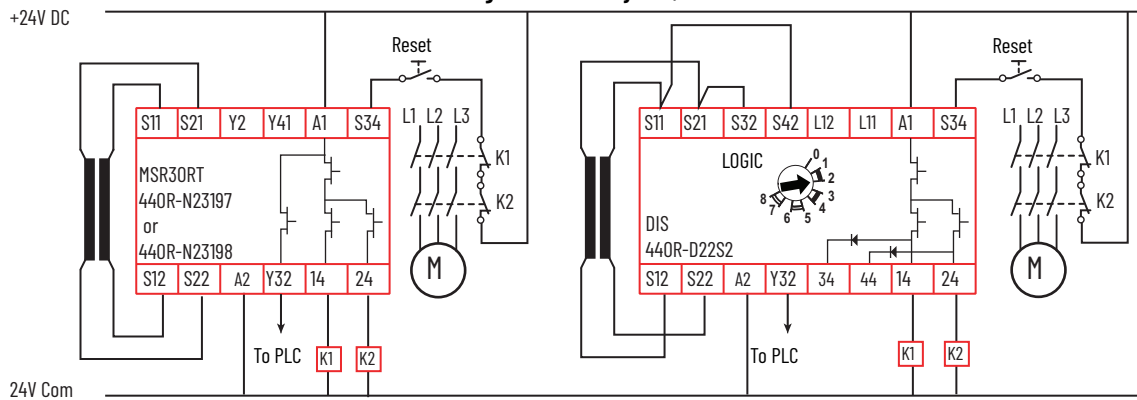 +24V DC
Reset
S11 S21 Y2 Y41 A1 S34
L1 L2 L3
K1
K2
MSR30RT
440R-N23197
or
440R-N23198
M
S12 S22 A2 Y32 14 24
To PLC
K1 K2
24V Com
Reset
S11 S21 S32 S42 L12 L11 A1 S34
L1 L2 L3
K1
K2
LOGIC
0
1
2
3
4
5
6
7
8
DIS
440R-D22S2
M
S12 S22 A2 Y32 34 44 14 24
To PLC
K1 K2